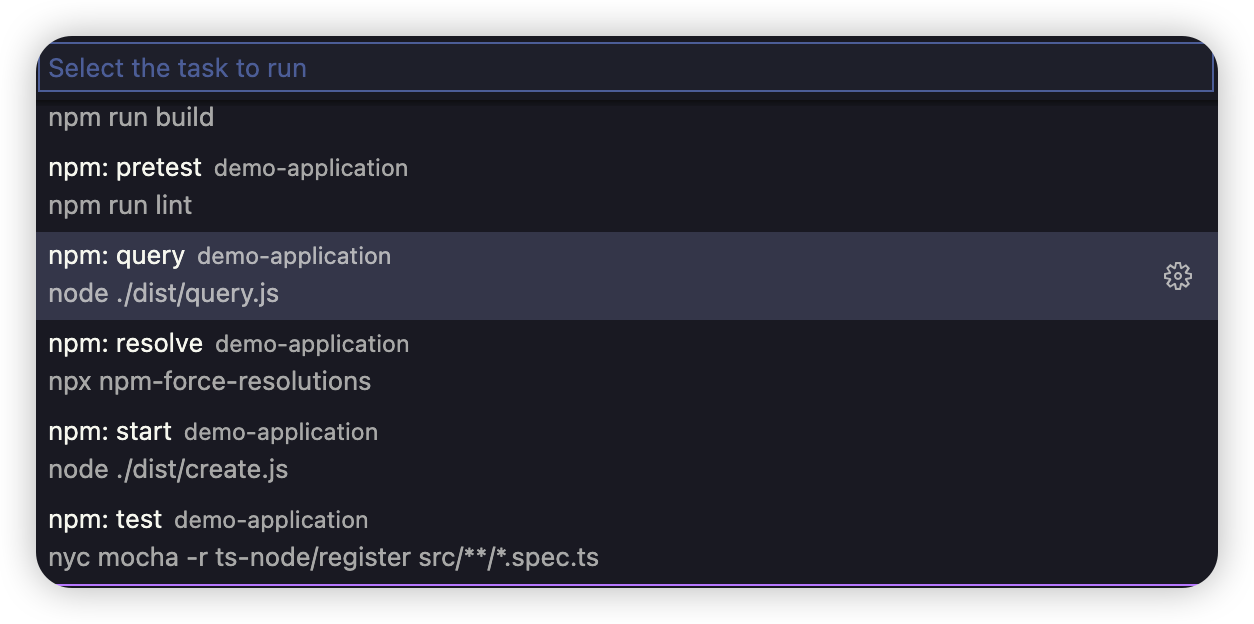 Select the task to run
npm run build
npm: pretest demo-application
npm run lint
npm: query demo-application
node ./dist/query.js
npm: resolve demo-application
npx npm-force-resolutions
npm: start demo-application
node ./dist/create.js
npm: test demo-application
nyc mocha -r ts-node/register src/**/*.spec.ts